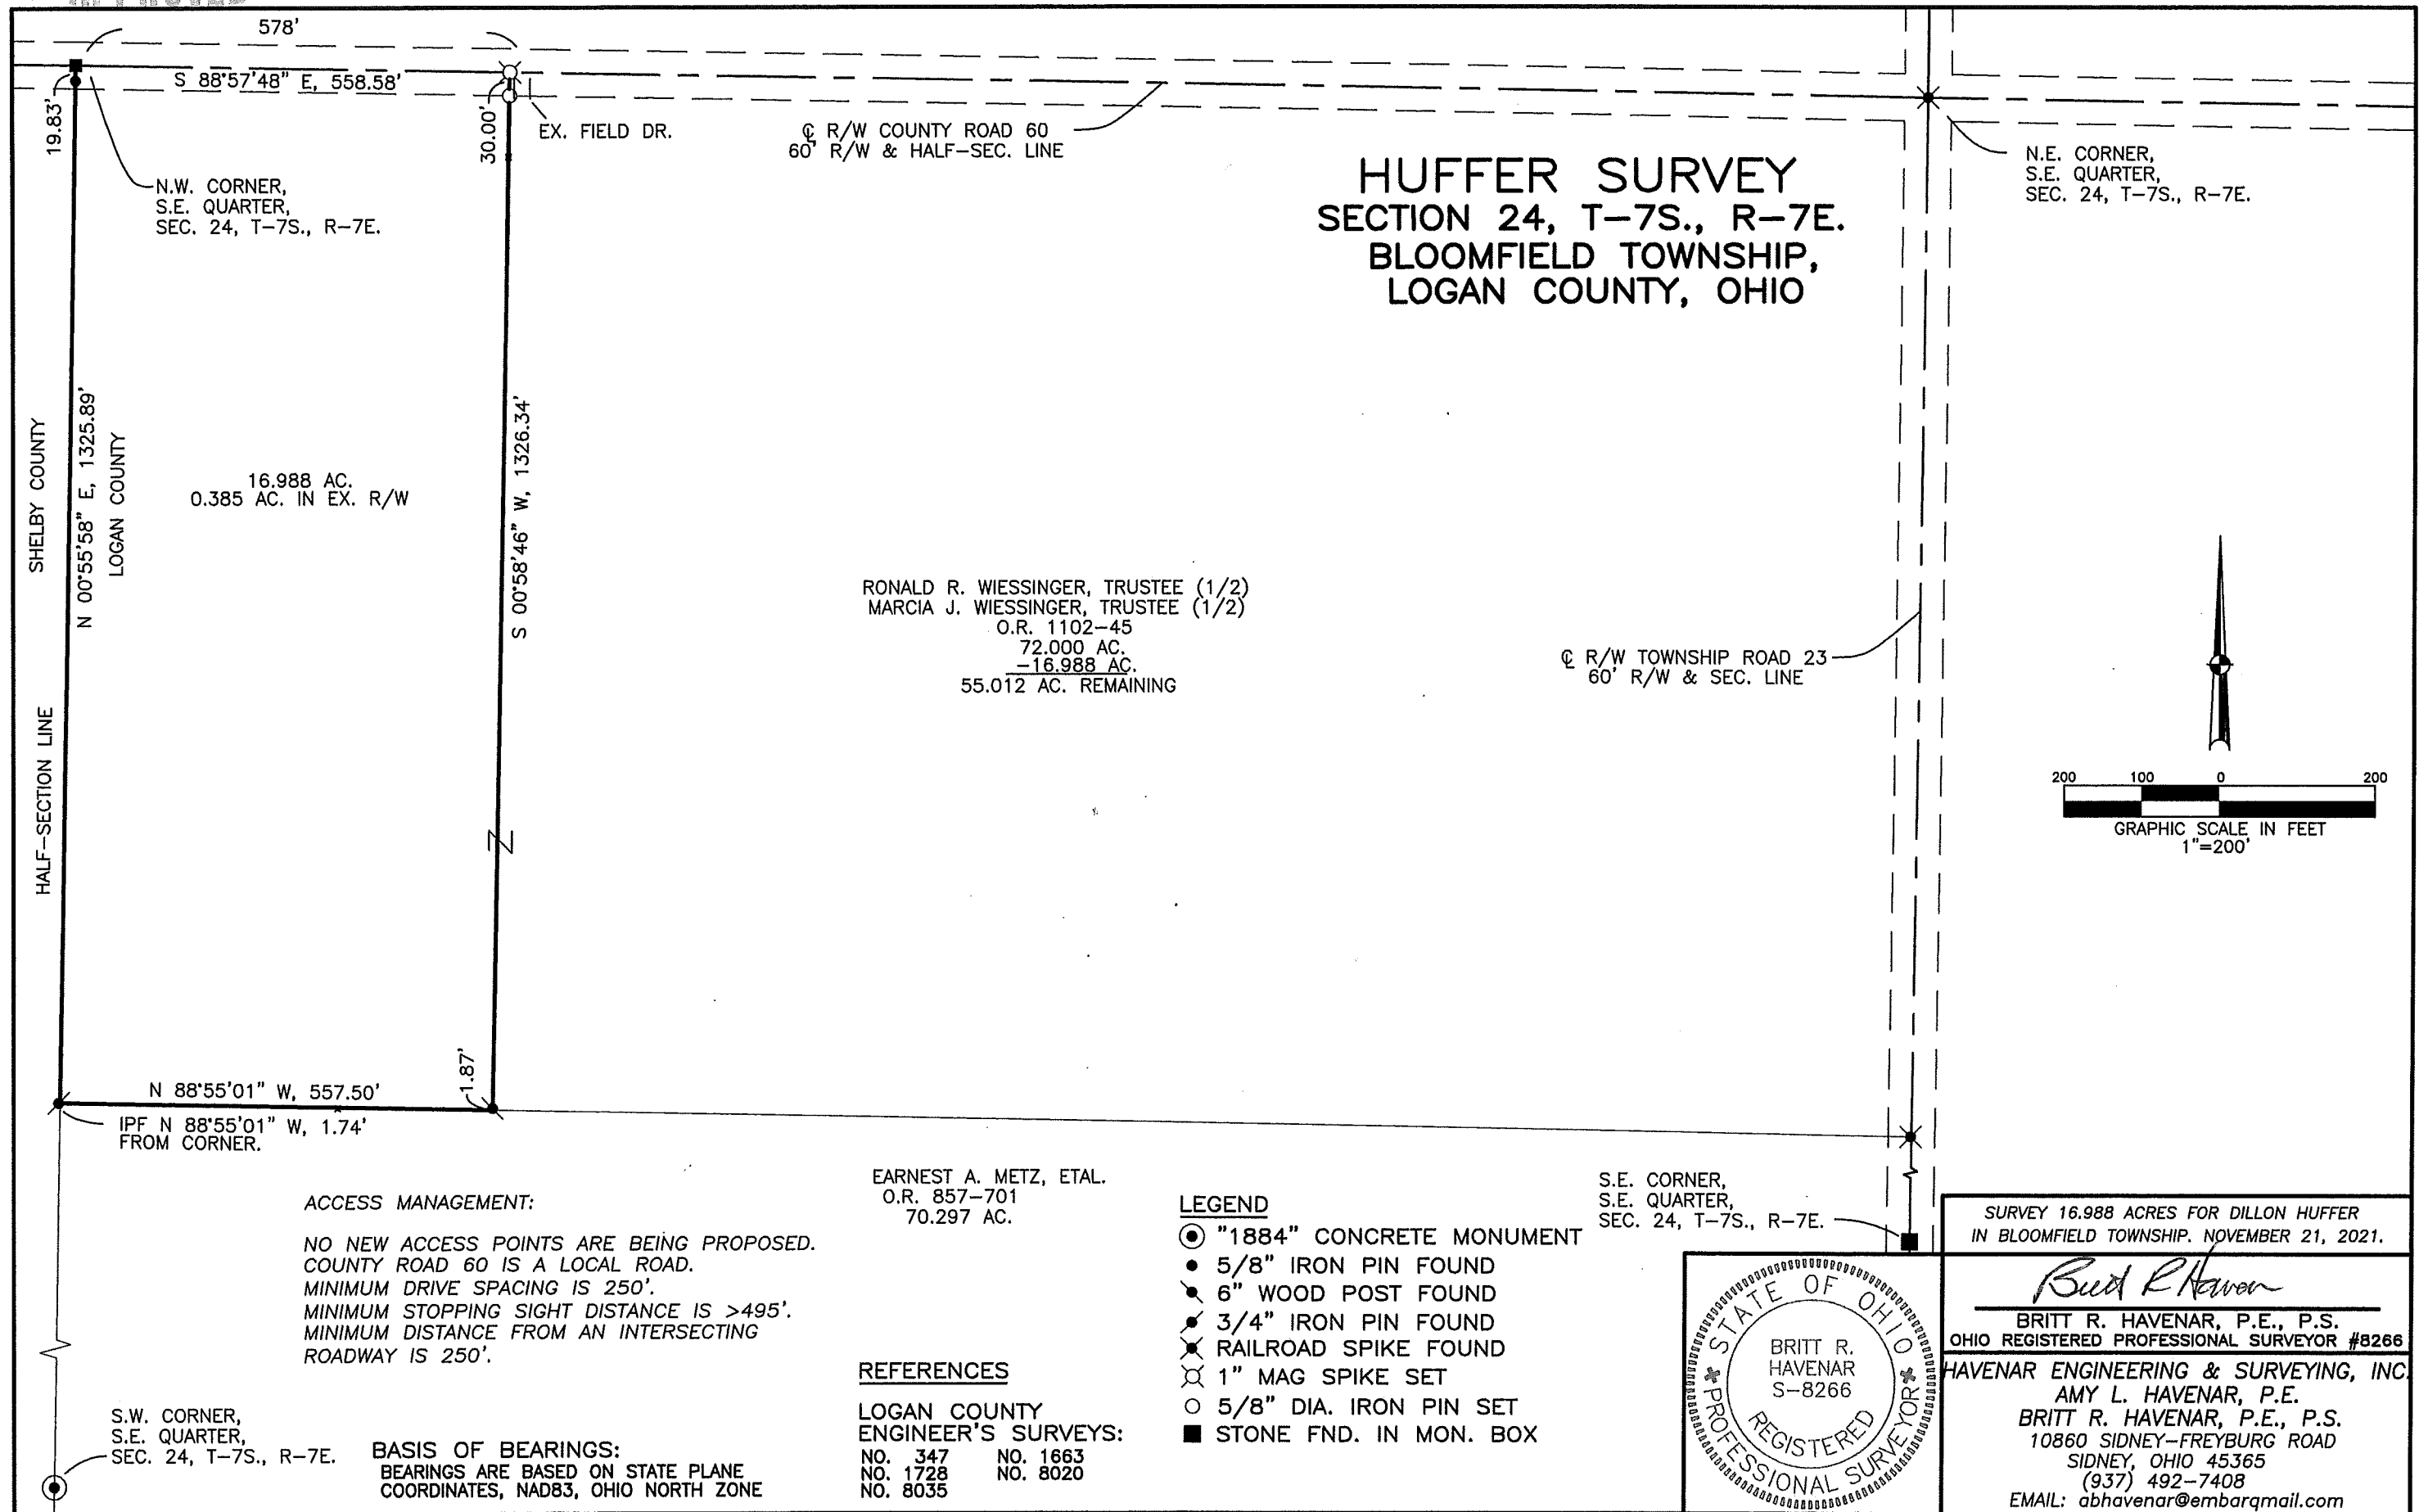 578'
S 88°57'48" E, 558.58'
19.83'
30.00'
EX. FIELD DR.
℄ R/W COUNTY ROAD 60
60' R/W & HALF-SEC. LINE
N.W. CORNER,
S.E. QUARTER,
SEC. 24, T-7S., R-7E.
HUFFER SURVEY
SECTION 24, T-7S., R-7E.
BLOOMFIELD TOWNSHIP,
LOGAN COUNTY, OHIO
N.E. CORNER,
S.E. QUARTER,
SEC. 24, T-7S., R-7E.
SHELBY COUNTY
N 00°55'58" E, 1325.89'
LOGAN COUNTY
HALF-SECTION LINE
16.988 AC.
0.385 AC. IN EX. R/W
S 00°58'46" W, 1326.34'
RONALD R. WIESSINGER, TRUSTEE (1/2)
MARCIA J. WIESSINGER, TRUSTEE (1/2)
O.R. 1102-45
72.000 AC.
-16.988 AC.
55.012 AC. REMAINING
℄ R/W TOWNSHIP ROAD 23
60' R/W & SEC. LINE
200 100 0 200
GRAPHIC SCALE IN FEET
1"=200'
N 88°55'01" W, 557.50'
1.87'
IPF N 88°55'01" W, 1.74'
FROM CORNER.
EARNEST A. METZ, ETAL.
O.R. 857-701
70.297 AC.
ACCESS MANAGEMENT:
NO NEW ACCESS POINTS ARE BEING PROPOSED.
COUNTY ROAD 60 IS A LOCAL ROAD.
MINIMUM DRIVE SPACING IS 250'.
MINIMUM STOPPING SIGHT DISTANCE IS >495'.
MINIMUM DISTANCE FROM AN INTERSECTING
ROADWAY IS 250'.
S.W. CORNER,
S.E. QUARTER,
SEC. 24, T-7S., R-7E.
BASIS OF BEARINGS:
BEARINGS ARE BASED ON STATE PLANE
COORDINATES, NAD83, OHIO NORTH ZONE
REFERENCES
LOGAN COUNTY
ENGINEER'S SURVEYS:
NO. 347 NO. 1663
NO. 1728 NO. 8020
NO. 8035
LEGEND
"1884" CONCRETE MONUMENT
5/8" IRON PIN FOUND
6" WOOD POST FOUND
3/4" IRON PIN FOUND
RAILROAD SPIKE FOUND
1" MAG SPIKE SET
5/8" DIA. IRON PIN SET
STONE FND. IN MON. BOX
S.E. CORNER,
S.E. QUARTER,
SEC. 24, T-7S., R-7E.
STATE OF OHIO
BRITT R.
HAVENAR
S-8266
REGISTERED
PROFESSIONAL SURVEYOR
SURVEY 16.988 ACRES FOR DILLON HUFFER
IN BLOOMFIELD TOWNSHIP. NOVEMBER 21, 2021.
BRITT R. HAVENAR, P.E., P.S.
OHIO REGISTERED PROFESSIONAL SURVEYOR #8266
HAVENAR ENGINEERING & SURVEYING, INC.
AMY L. HAVENAR, P.E.
BRITT R. HAVENAR, P.E., P.S.
10860 SIDNEY-FREYBURG ROAD
SIDNEY, OHIO 45365
(937) 492-7408
EMAIL: abhavenar@embarqmail.com